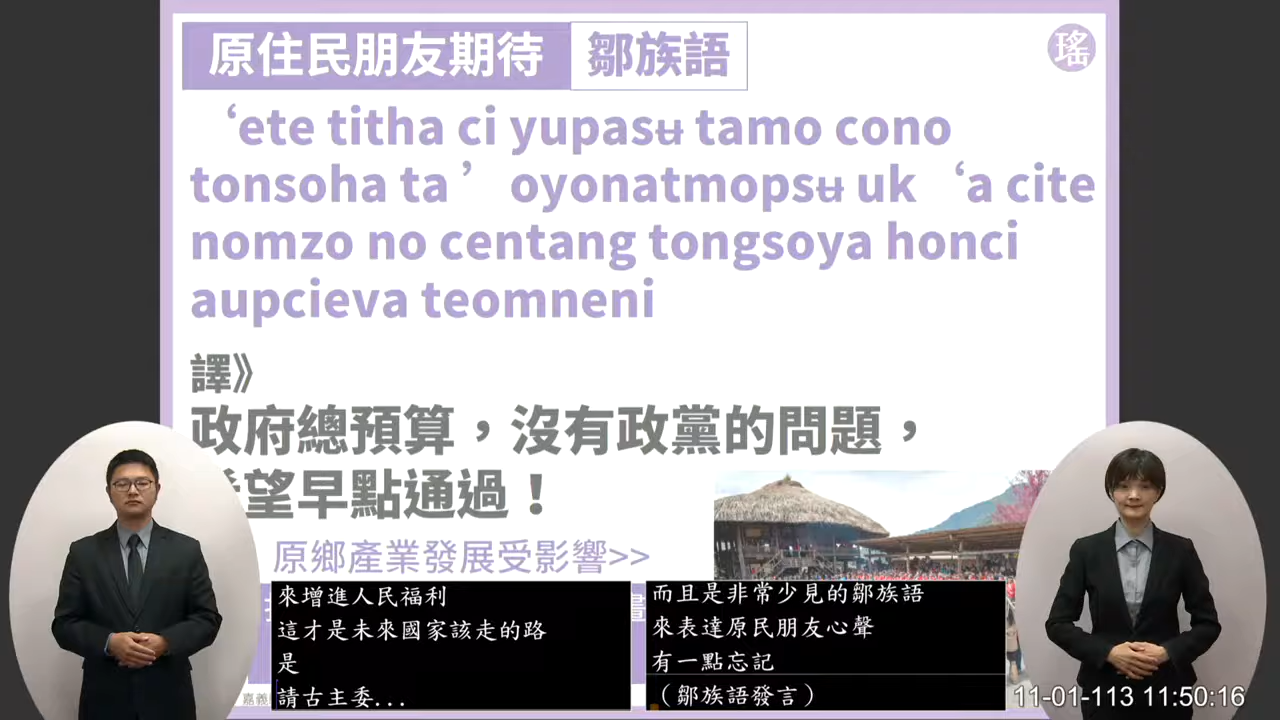 原住民朋友期待 鄒族語
瑤
‘ete titha ci yupasʉ tamo cono
tonsoha ta ’ oyonatmopsʉ uk ‘a cite
nomzo no centang tongsoya honci
aupcieva teomneni
譯》
政府總預算，沒有政黨的問題，
望早點通過！
原鄉產業發展受影響>>
來增進人民福利
這才是未來國家該走的路
是
請古主委...
而且是非常少見的鄒族語
來表達原民朋友心聲
有一點忘記
（鄒族語發言）
嘉義
11-01-113 11:50:16